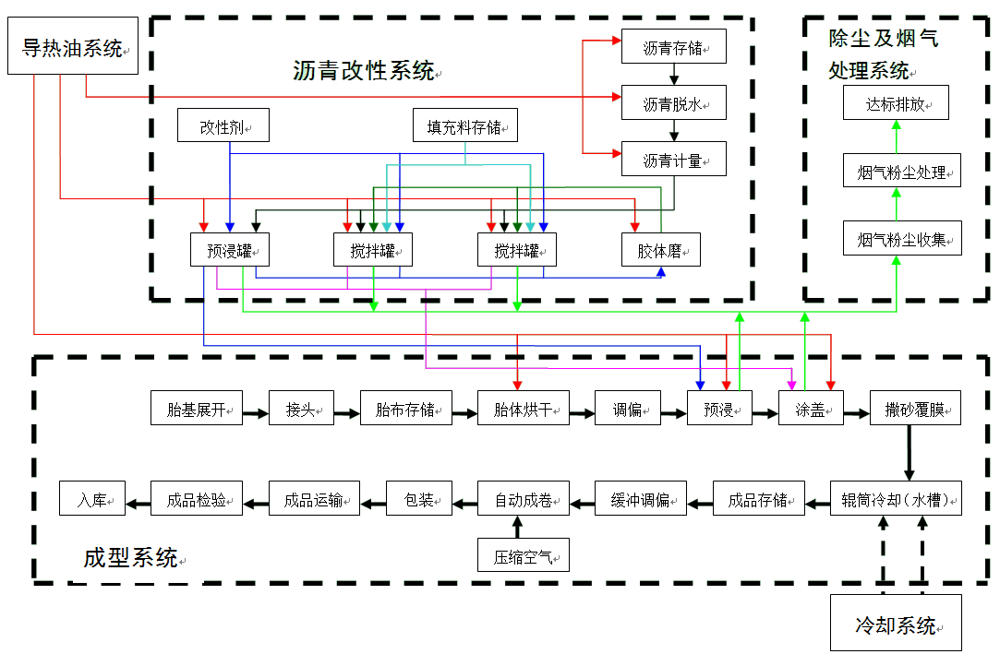 导热油系统
沥青改性系统
改性剂
填充料存储
沥青存储
沥青脱水
沥青计量
预浸罐
搅拌罐
搅拌罐
胶体磨
除尘及烟气
处理系统
达标排放
烟气粉尘处理
烟气粉尘收集
胎基展开
接头
胎布存储
胎体烘干
调偏
预浸
涂盖
撒砂覆膜
入库
成品检验
成品运输
包装
自动成卷
缓冲调偏
成品存储
辊筒冷却（水槽）
压缩空气
成型系统
冷却系统